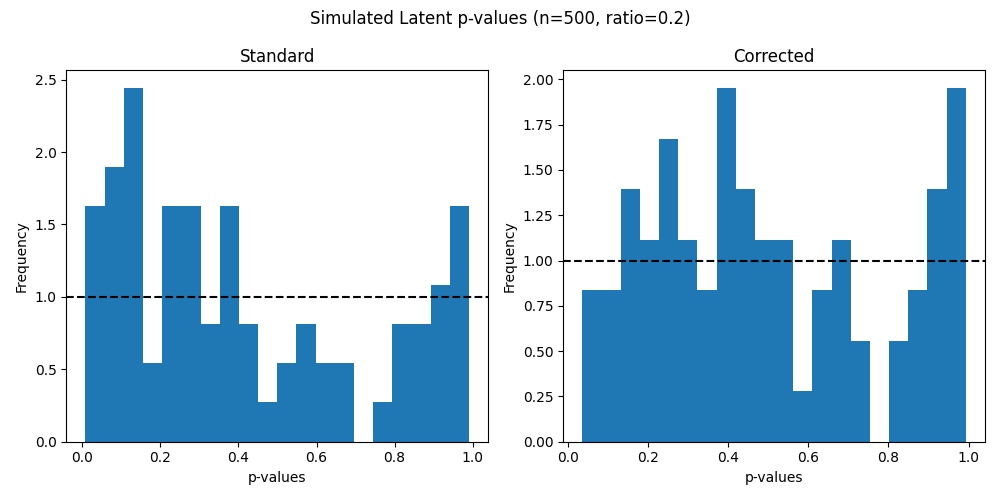 Simulated Latent p-values (n=500, ratio=0.2)
Standard
Frequency
2.5
2.0
1.5
1.0
0.5
0.0
0.0 0.2 0.4 0.6 0.8 1.0
p-values
Corrected
Frequency
2.00
1.75
1.50
1.25
1.00
0.75
0.50
0.25
0.00
0.0 0.2 0.4 0.6 0.8 1.0
p-values